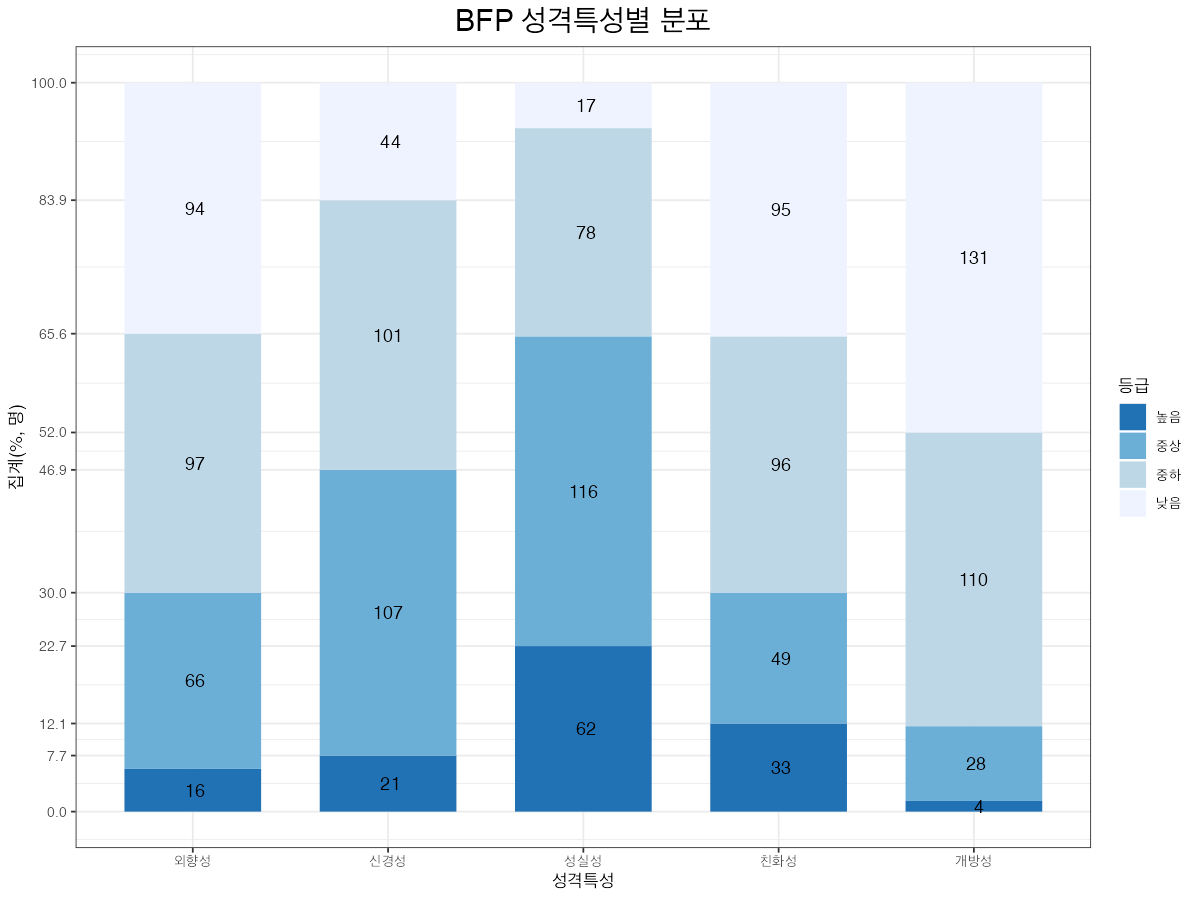 BFP 성격특성별 분포
집계(%, 명)
100.0
83.9
65.6
52.0
46.9
30.0
22.7
12.1
7.7
0.0
94
97
66
16
44
101
107
21
17
78
116
62
95
96
49
33
131
110
28
4
외향성
신경성
성실성
친화성
개방성
성격특성
등급
높음
중상
중하
낮음